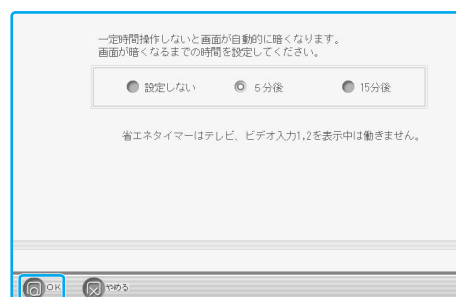 一定時間操作しないと画面が自動的に暗くなります。
画面が暗くなるまでの時間を設定してください。
設定しない 5分後 15分後
省エネタイマーはテレビ、ビデオ入力1,2を表示中は働きません。
OK やめる